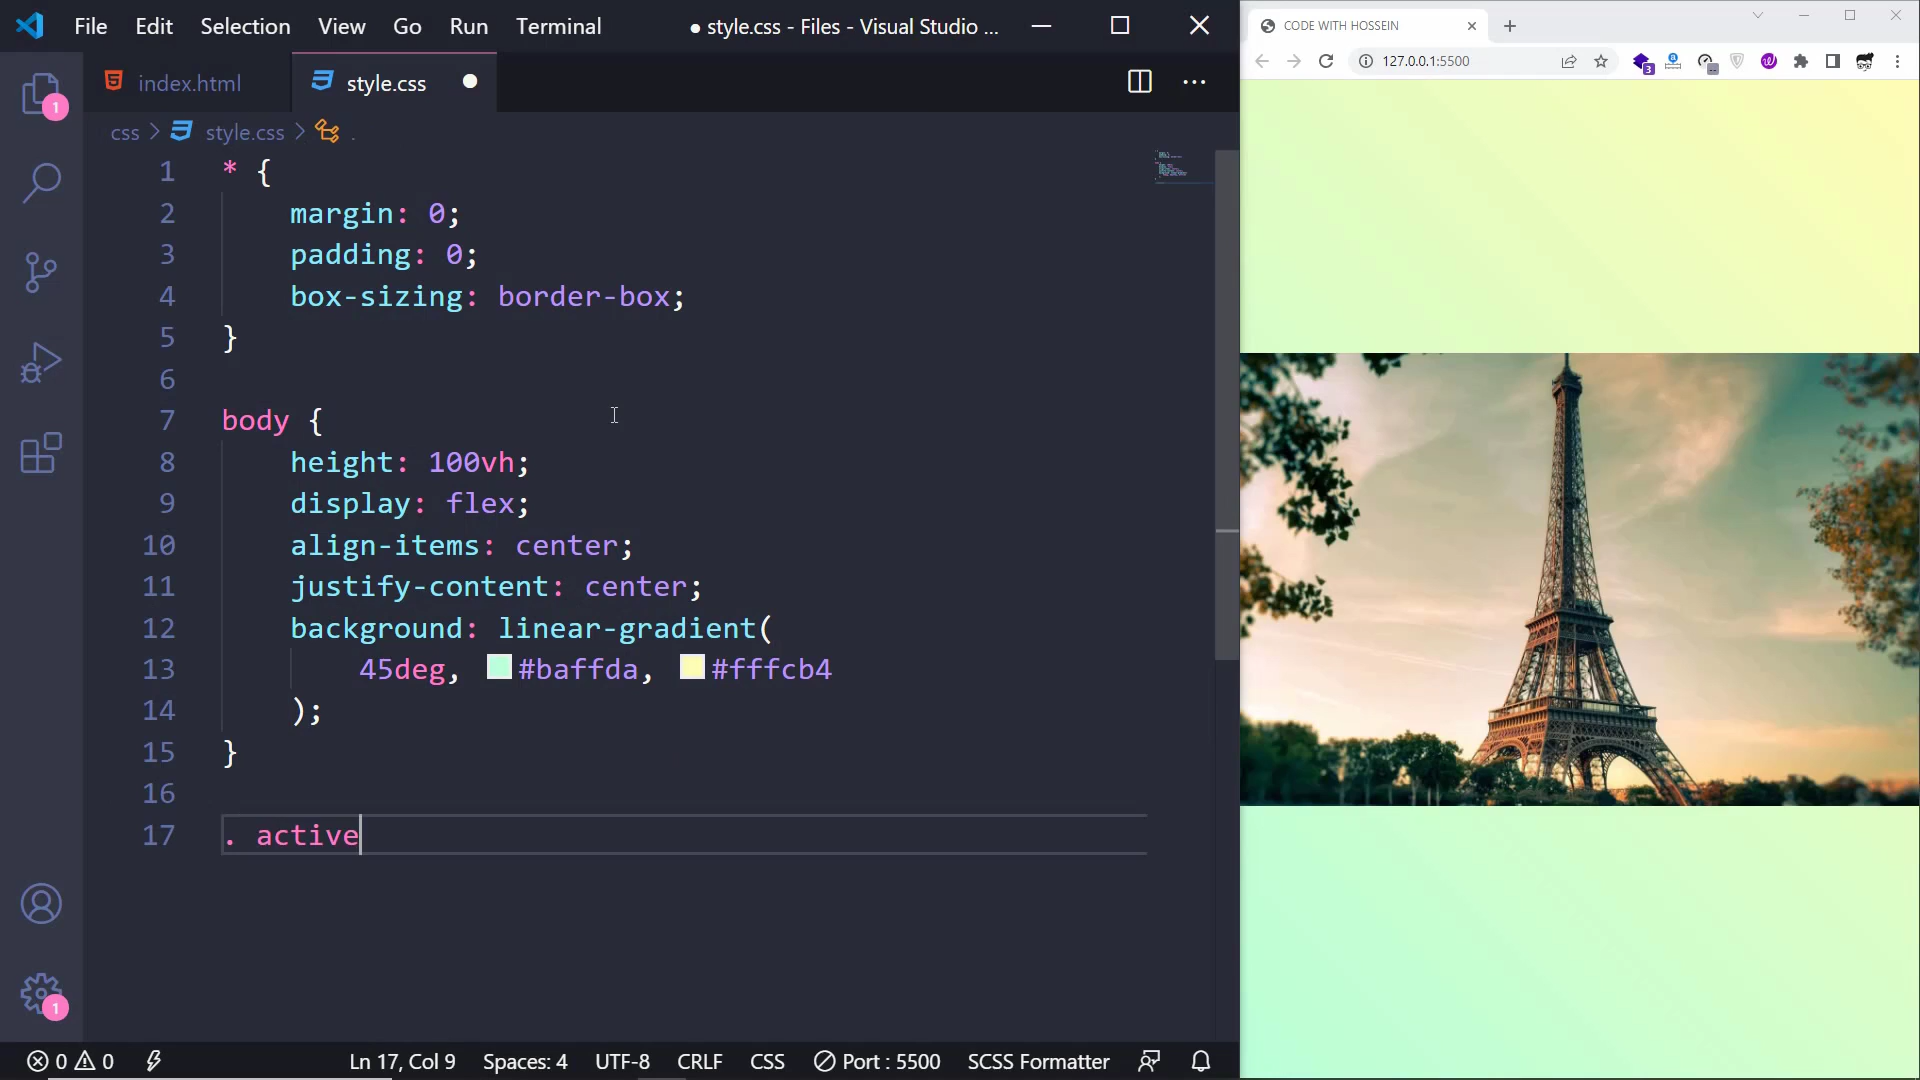 File Edit Selection View Go Run Terminal ● style.css - Files - Visual Studio ...
index.html style.css
css > style.css > .
1 * {
2 margin: 0;
3 padding: 0;
4 box-sizing: border-box;
5 }
6
7 body {
8 height: 100vh;
9 display: flex;
10 align-items: center;
11 justify-content: center;
12 background: linear-gradient(
13 45deg, #baffda, #fffcb4
14 );
15 }
16
17 . active
1
1
0 0 Ln 17, Col 9 Spaces: 4 UTF-8 CRLF CSS Port : 5500 SCSS Formatter
CODE WITH HOSSEIN
127.0.0.1:5500
3